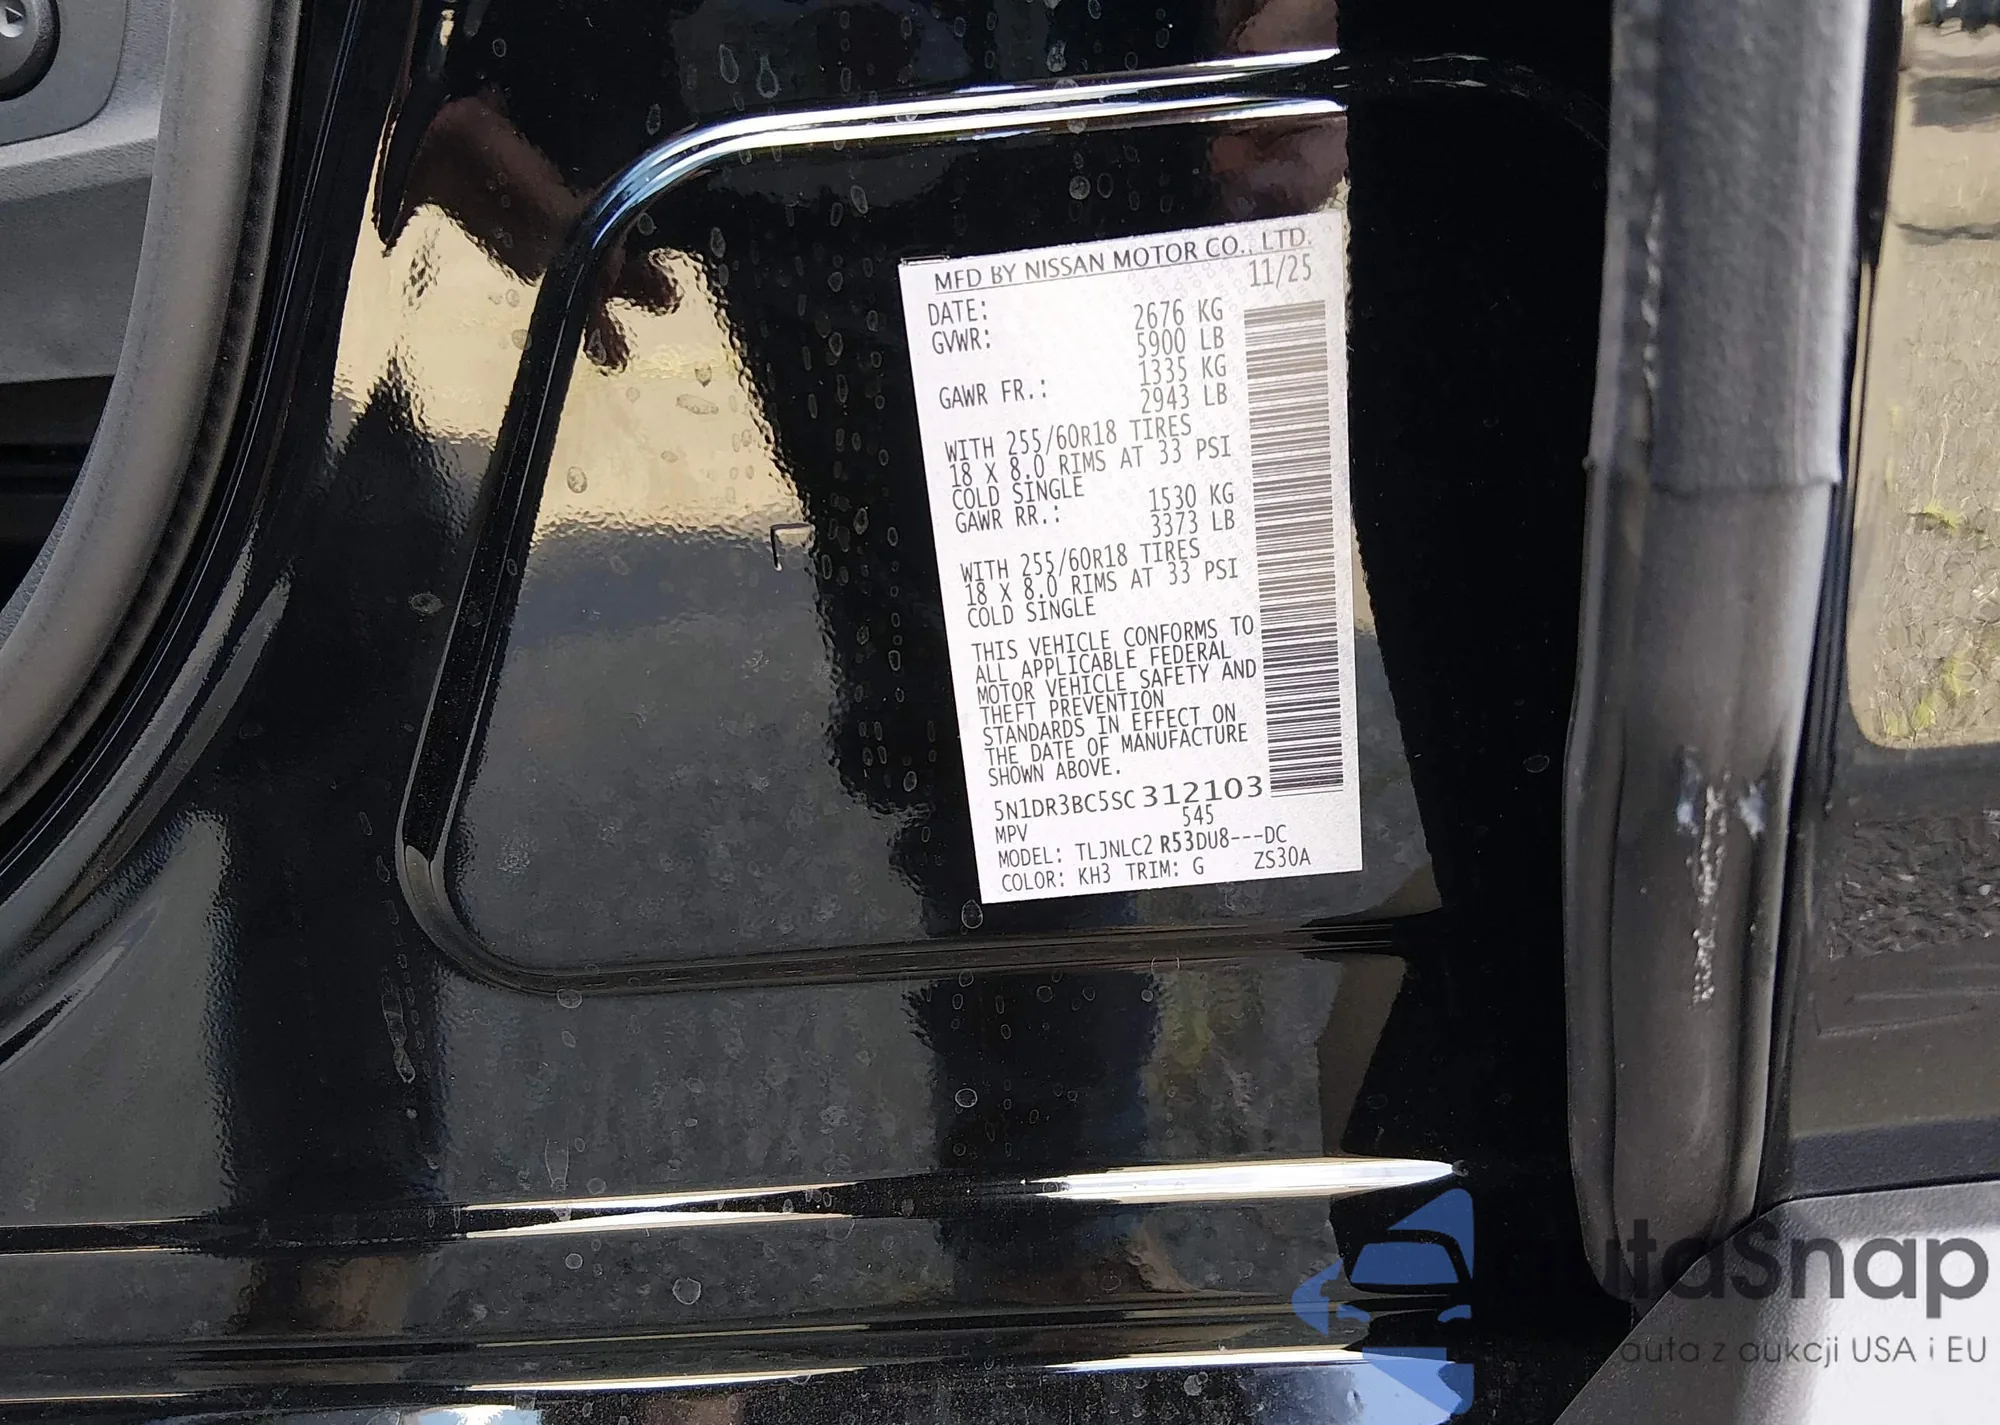 MFD BY NISSAN MOTOR CO., LTD.
DATE: 11/25
GVWR: 2676 KG
5900 LB
GAWR FR.: 1335 KG
2943 LB
WITH 255/60R18 TIRES
18 X 8.0 RIMS AT 33 PSI
COLD SINGLE
GAWR RR.: 1530 KG
3373 LB
WITH 255/60R18 TIRES
18 X 8.0 RIMS AT 33 PSI
COLD SINGLE
THIS VEHICLE CONFORMS TO
ALL APPLICABLE FEDERAL
MOTOR VEHICLE SAFETY AND
THEFT PREVENTION
STANDARDS IN EFFECT ON
THE DATE OF MANUFACTURE
SHOWN ABOVE.
5N1DR3BC5SC312103
MPV 545
MODEL: TLJNLC2 R53DU8---DC
COLOR: KH3 TRIM: G ZS30A
autaSnap
auta z aukcji USA i EU